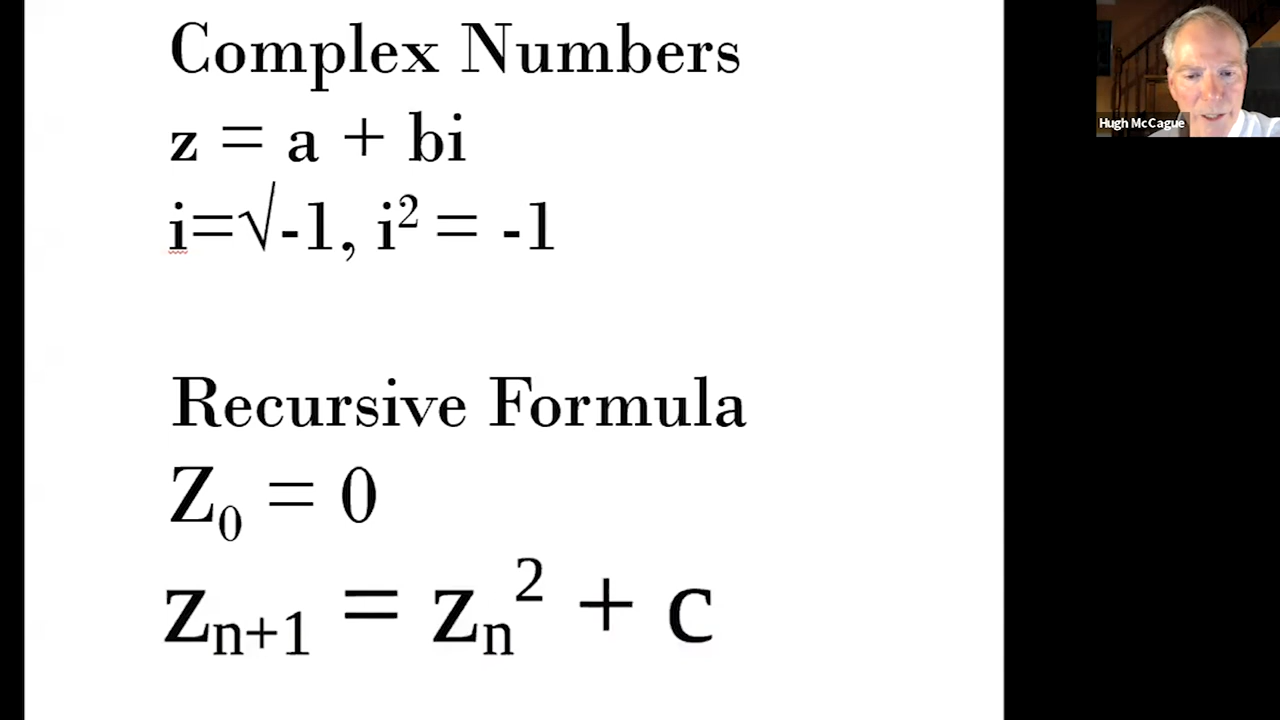 Complex Numbers
z = a + bi
i=√-1, i² = -1
Recursive Formula
Z₀ = 0
zₙ₊₁ = zₙ² + c
Hugh McCague